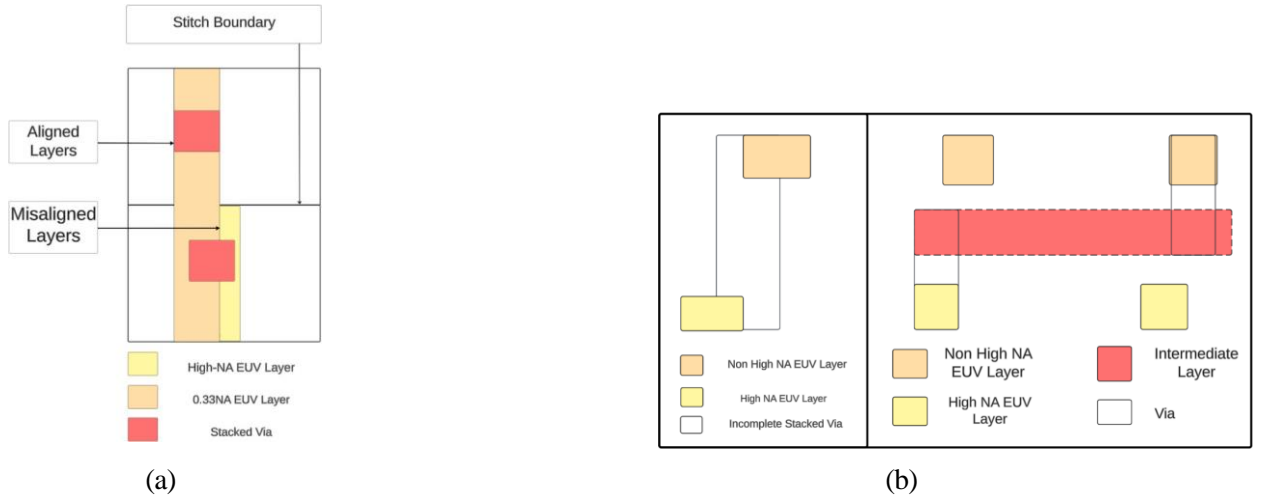 Stitch Boundary
Aligned
Layers
Misaligned
Layers
High-NA EUV Layer
0.33NA EUV Layer
Stacked Via
(a)
Non High NA EUV Layer
High NA EUV Layer
Incomplete Stacked Via
Non High NA
EUV Layer
High NA EUV
Layer
Intermediate
Layer
Via
(b)